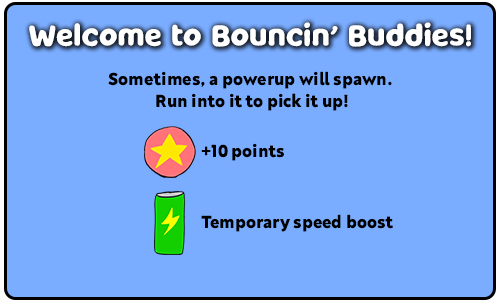 Welcome to Bouncin’ Buddies!
Sometimes, a powerup will spawn.
Run into it to pick it up!
+10 points
Temporary speed boost